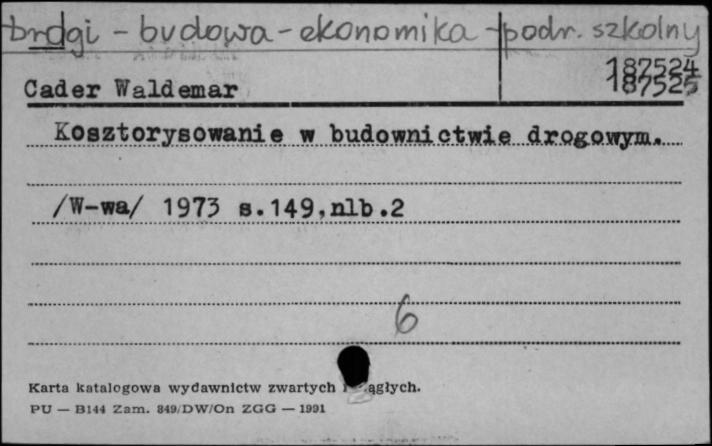 drogi - budowa - ekonomika - podr. szkolny
187524
187525
Cader Waldemar
Kosztorysowanie w budownictwie drogowym.
/W-wa/ 1973 s.149,nlb.2
6
Karta katalogowa wydawnictw zwartych ągłych.
PU — B144 Zam. 849/DW/On ZGG — 1991